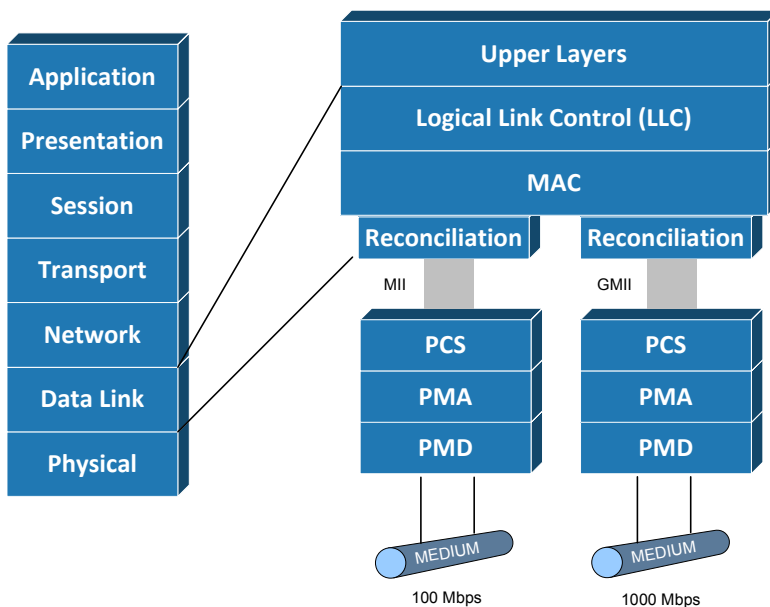 Application
Presentation
Session
Transport
Network
Data Link
Physical
Upper Layers
Logical Link Control (LLC)
MAC
Reconciliation
MII
PCS
PMA
PMD
MEDIUM
100 Mbps
Reconciliation
GMII
PCS
PMA
PMD
MEDIUM
1000 Mbps